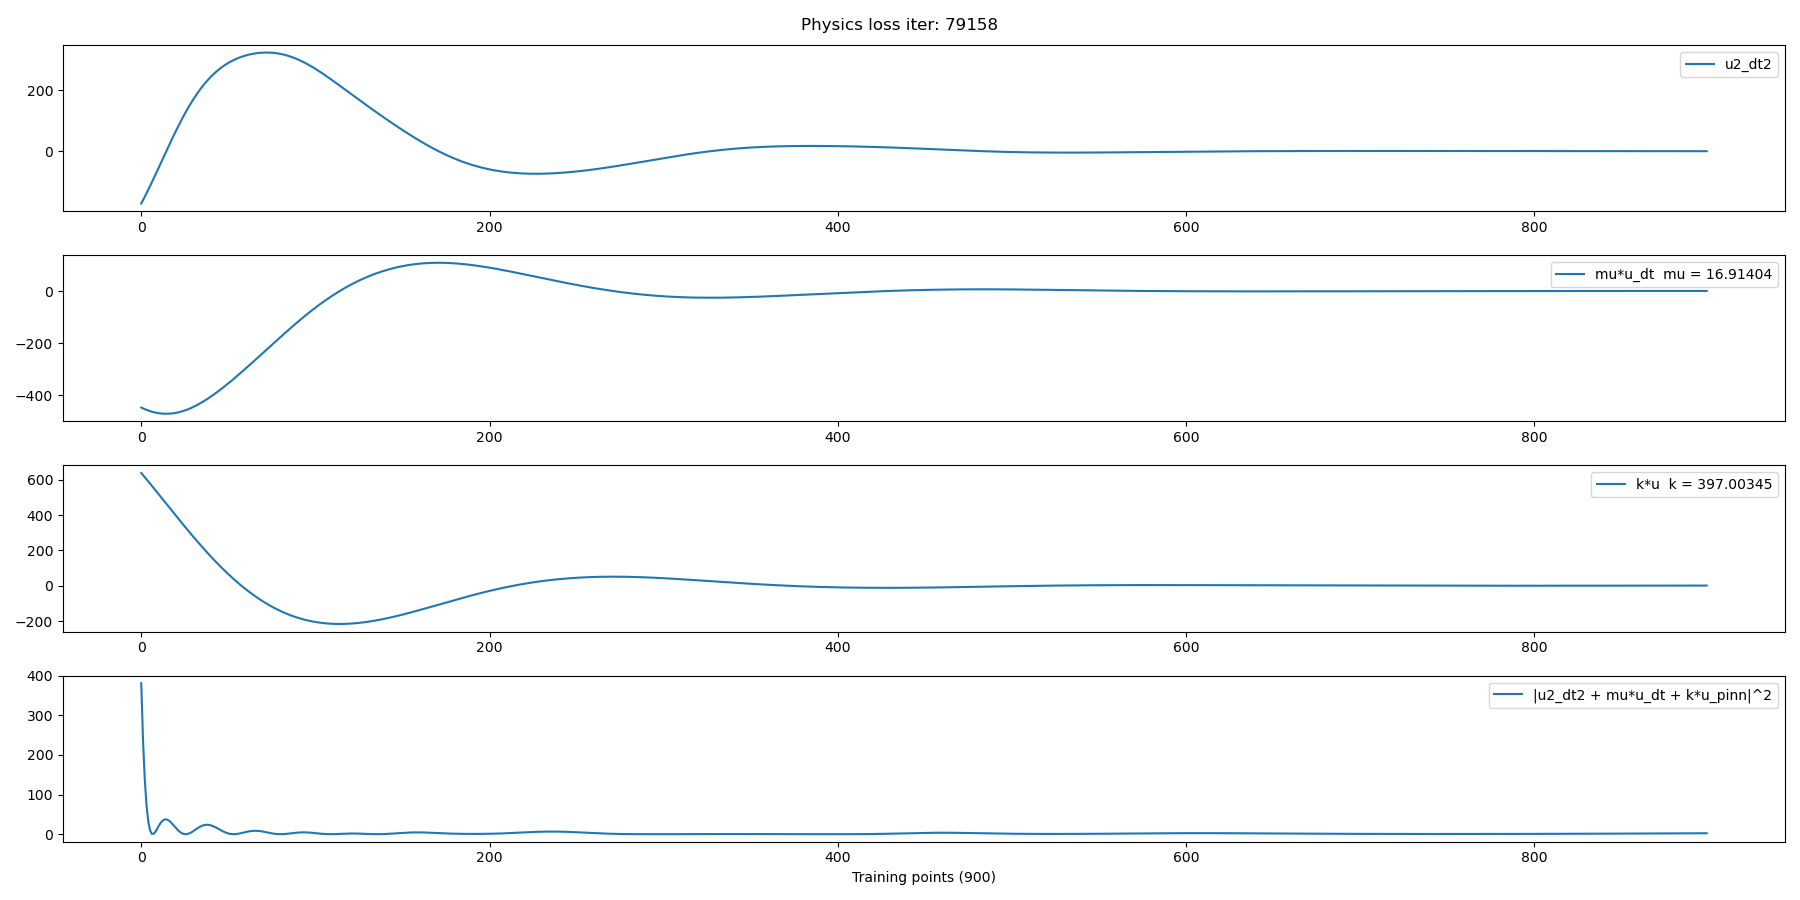 Physics loss iter: 79158
u2_dt2
200
0
0 200 400 600 800
mu*u_dt mu = 16.91404
0
−200
−400
0 200 400 600 800
k*u k = 397.00345
600
400
200
0
−200
0 200 400 600 800
|u2_dt2 + mu*u_dt + k*u_pinn|^2
400
300
200
100
0
0 200 400 600 800
Training points (900)